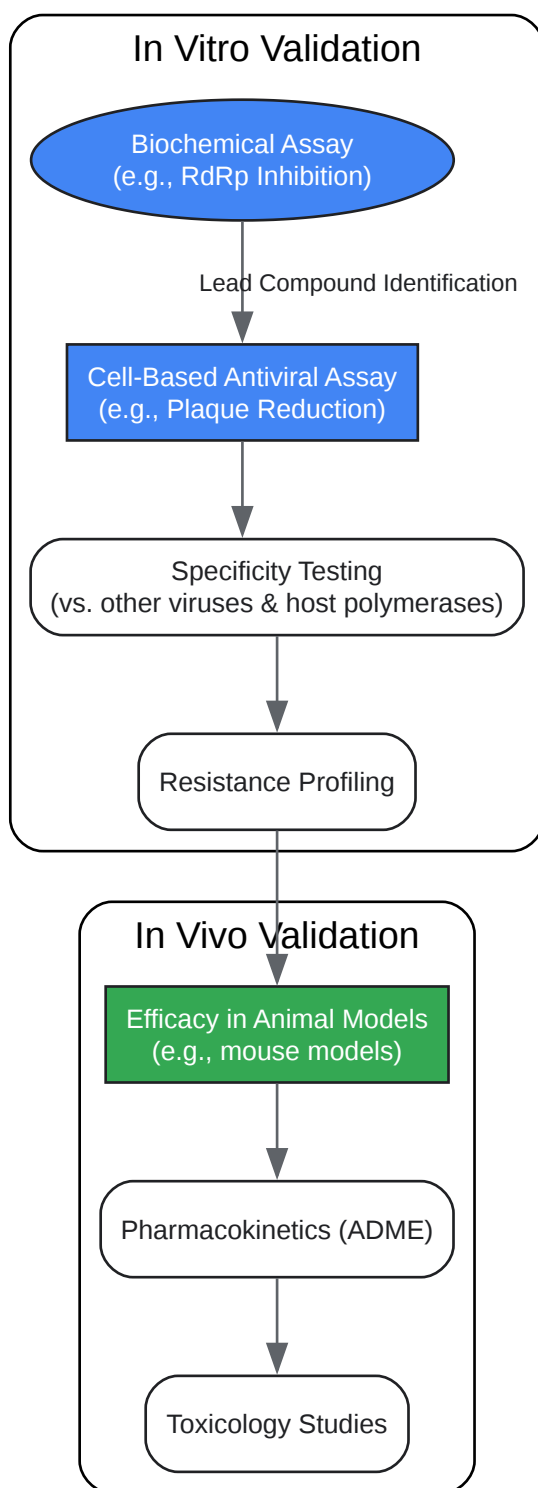 In Vitro Validation
Biochemical Assay
(e.g., RdRp Inhibition)
Lead Compound Identification
Cell-Based Antiviral Assay
(e.g., Plaque Reduction)
Specificity Testing
(vs. other viruses & host polymerases)
Resistance Profiling
In Vivo Validation
Efficacy in Animal Models
(e.g., mouse models)
Pharmacokinetics (ADME)
Toxicology Studies